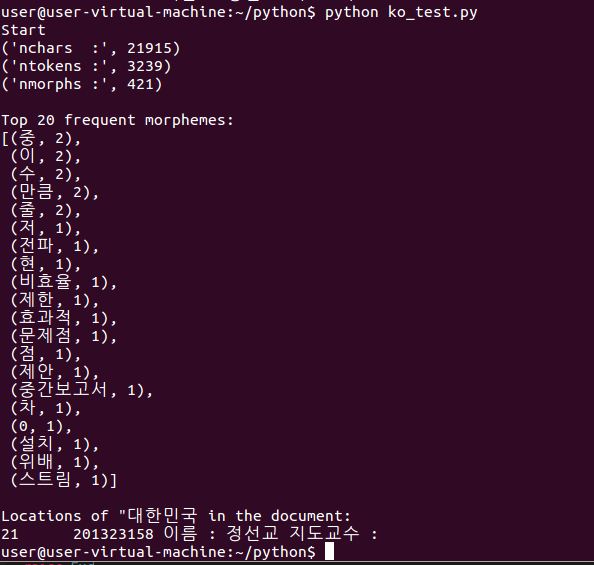 user@user-virtual-machine:~/python$ python ko_test.py
Start
('nchars  :', 21915)
('ntokens :', 3239)
('nmorphs :', 421)
Top 20 frequent morphemes:
[(중, 2),
 (이, 2),
 (수, 2),
 (만큼, 2),
 (줄, 2),
 (저, 1),
 (전파, 1),
 (현, 1),
 (비효율, 1),
 (제한, 1),
 (효과적, 1),
 (문제점, 1),
 (점, 1),
 (제안, 1),
 (중간보고서, 1),
 (차, 1),
 (0, 1),
 (설치, 1),
 (위배, 1),
 (스트림, 1)]
Locations of "대한민국 in the document:
21      201323158 이름 : 정선교 지도교수 :
user@user-virtual-machine:~/python$